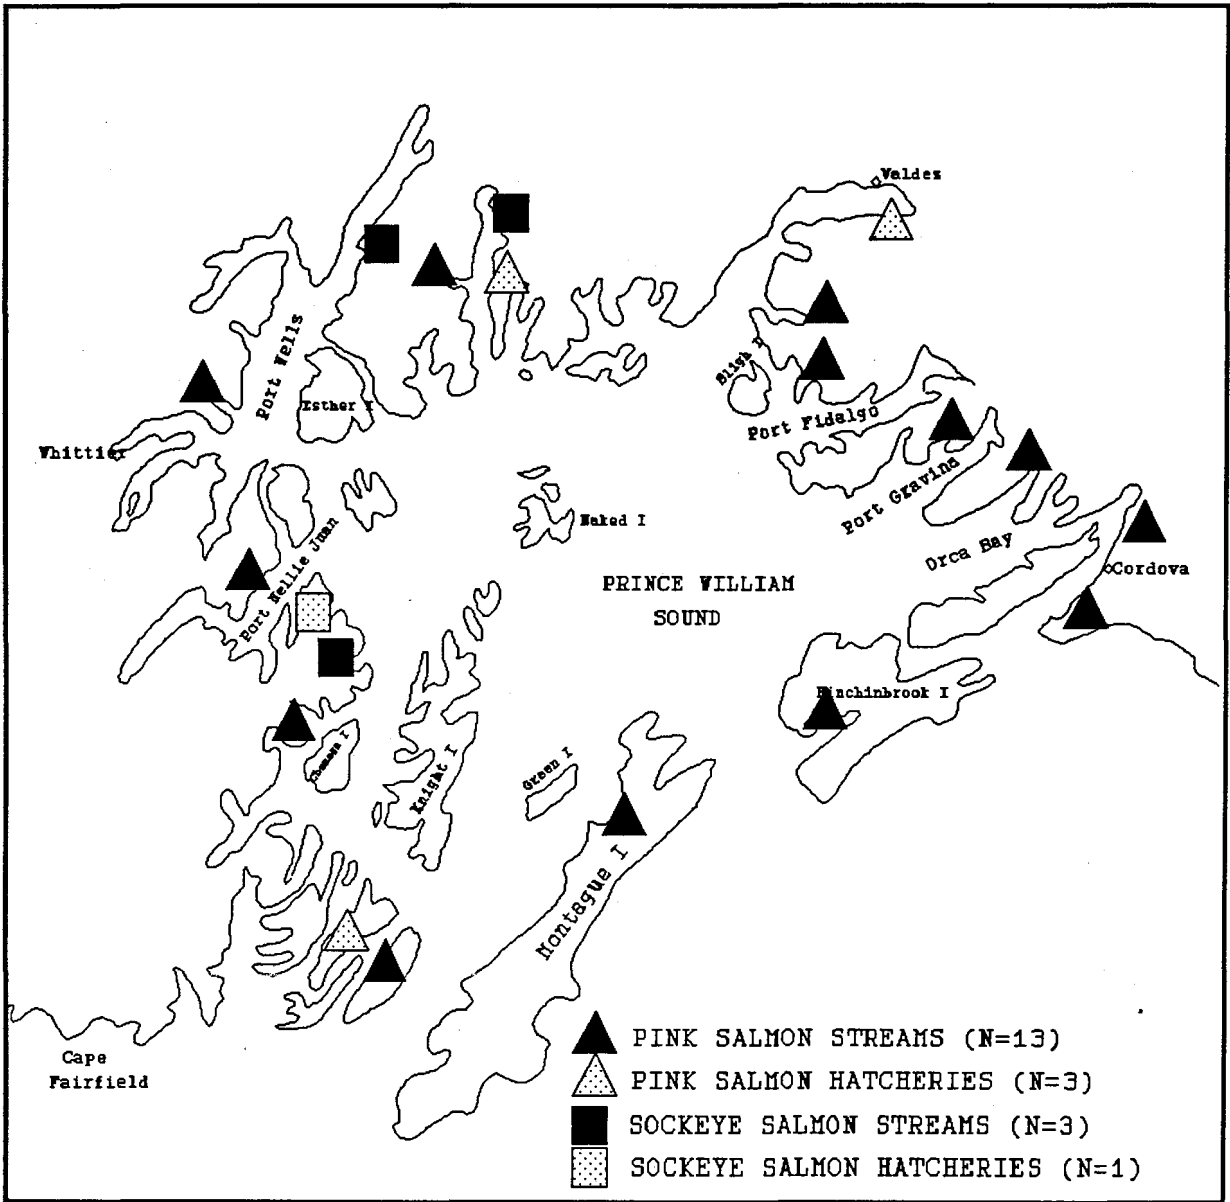 Valdez
Port Wells
Bligh I
Esther I
Port Fidalgo
Whittier
Port Gravina
Naked I
Port Nellie Juan
Orca Bay
Cordova
PRINCE WILLIAM
SOUND
Hinchinbrook I
Chenega I
Knight I
Green I
Montague I
Cape
Fairfield
PINK SALMON STREAMS (N=13)
PINK SALMON HATCHERIES (N=3)
SOCKEYE SALMON STREAMS (N=3)
SOCKEYE SALMON HATCHERIES (N=1)